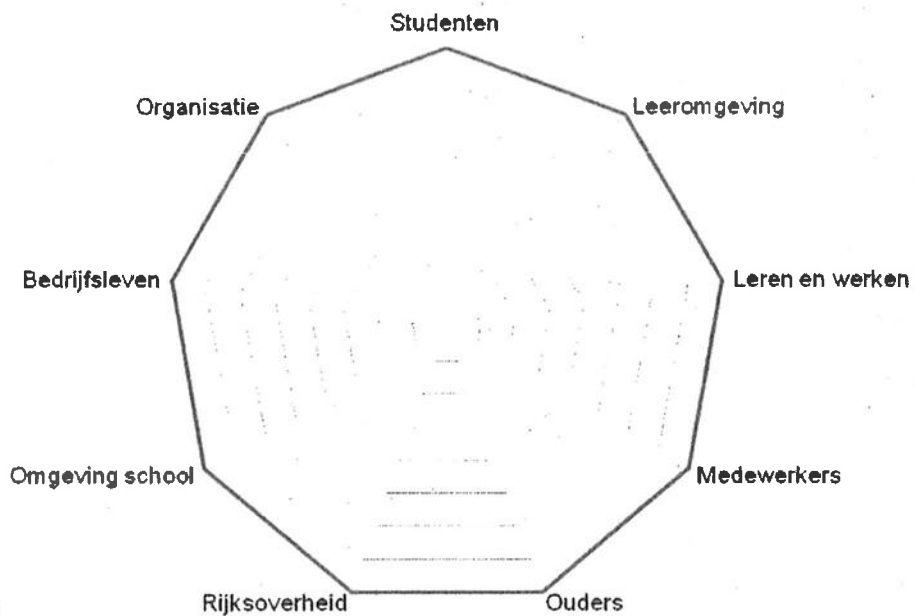 Studenten
Organisatie
Leeromgeving
Bedrijfsleven
Leren en werken
Omgeving school
Medewerkers
Rijksoverheid
Ouders